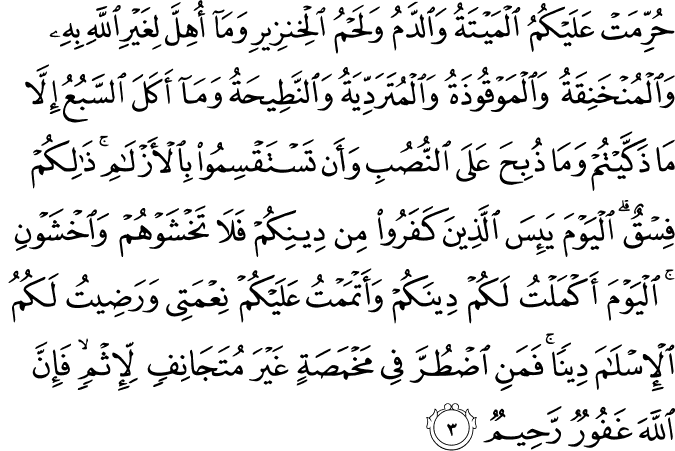 حُرِّمَتْ عَلَيْكُمُ ٱلْمَيْتَةُ وَٱلدَّمُ وَلَحْمُ ٱلْخِنزِيرِ وَمَآ أُهِلَّ لِغَيْرِ ٱللَّهِ بِهِۦ
وَٱلْمُنْخَنِقَةُ وَٱلْمَوْقُوذَةُ وَٱلْمُتَرَدِّيَةُ وَٱلنَّطِيحَةُ وَمَآ أَكَلَ ٱلسَّبُعُ إِلَّا
مَا ذَكَّيْتُمْ وَمَا ذُبِحَ عَلَى ٱلنُّصُبِ وَأَن تَسْتَقْسِمُوا۟ بِٱلْأَزْلَـٰمِ ۚ ذَٰلِكُمْ
فِسْقٌ ۗ ٱلْيَوْمَ يَئِسَ ٱلَّذِينَ كَفَرُوا۟ مِن دِينِكُمْ فَلَا تَخْشَوْهُمْ وَٱخْشَوْنِ
ۚ ٱلْيَوْمَ أَكْمَلْتُ لَكُمْ دِينَكُمْ وَأَتْمَمْتُ عَلَيْكُمْ نِعْمَتِى وَرَضِيتُ لَكُمُ
ٱلْإِسْلَـٰمَ دِينًا ۚ فَمَنِ ٱضْطُرَّ فِى مَخْمَصَةٍ غَيْرَ مُتَجَانِفٍ لِّإِثْمٍ ۙ فَإِنَّ
ٱللَّهَ غَفُورٌ رَّحِيمٌ ٣